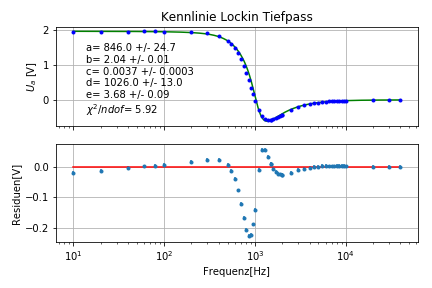 Kennlinie Lockin Tiefpass
2
1
0
U_a [V]
a= 846.0 +/- 24.7
b= 2.04 +/- 0.01
c= 0.0037 +/- 0.0003
d= 1026.0 +/- 13.0
e= 3.68 +/- 0.09
χ²/ndof= 5.92
0.0
−0.1
−0.2
Residuen[V]
10¹ 10² 10³ 10⁴
Frequenz[Hz]